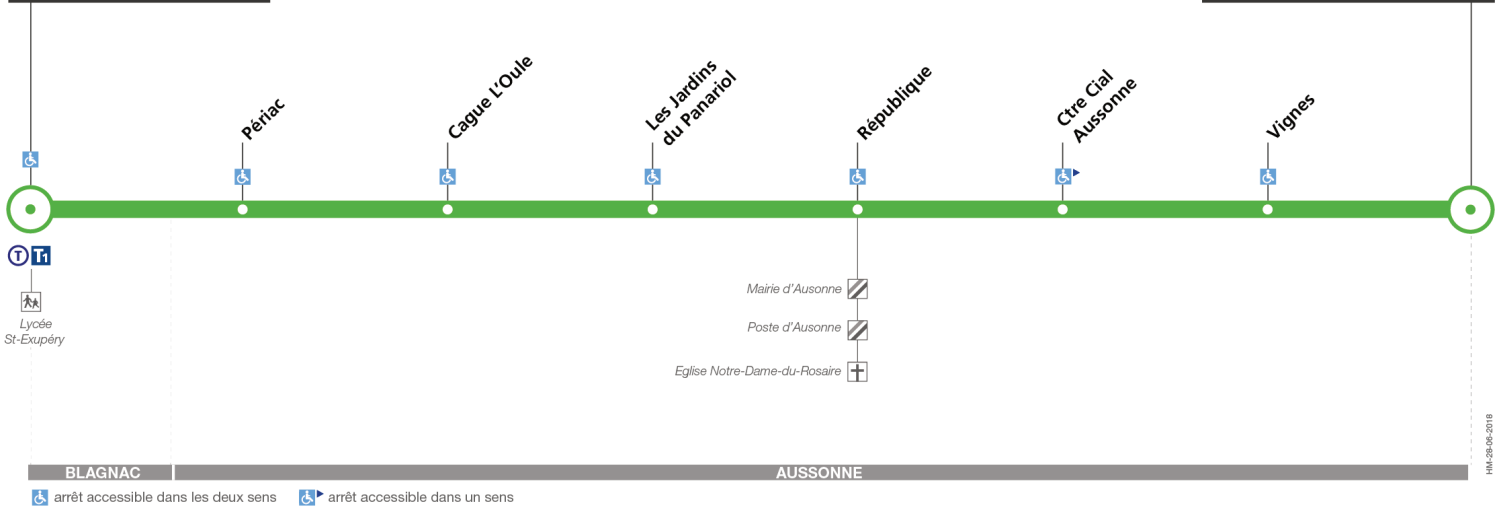 Périac
Cague L'Oule
Les Jardins
du Panariol
République
Ctre Cial
Aussonne
Vignes
T T1
Lycée
St-Exupéry
Mairie d'Ausonne
Poste d'Ausonne
Eglise Notre-Dame-du-Rosaire
HM-28-06-2018
BLAGNAC
AUSSONNE
arrêt accessible dans les deux sens
arrêt accessible dans un sens